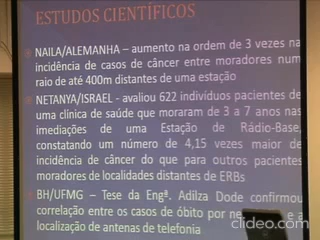 ESTUDOS CIENTÍFICOS
NAILA/ALEMANHA – aumento na ordem de 3 vezes na
incidência de casos de câncer entre moradores num
raio de até 400m distantes de uma estação
NETANYA/ISRAEL - avaliou 622 indivíduos pacientes de
uma clínica de saúde que moraram de 3 a 7 anos nas
imediações de uma Estação de Rádio-Base,
constatando um número de 4,15 vezes maior de
incidência de câncer do que para outros pacientes
moradores de localidades distantes de ERBs
BH/UFMG – Tese da Engª. Adilza Dode confirmou
correlação entre os casos de óbito por ne e a
localização de antenas de telefonia
clideo.com